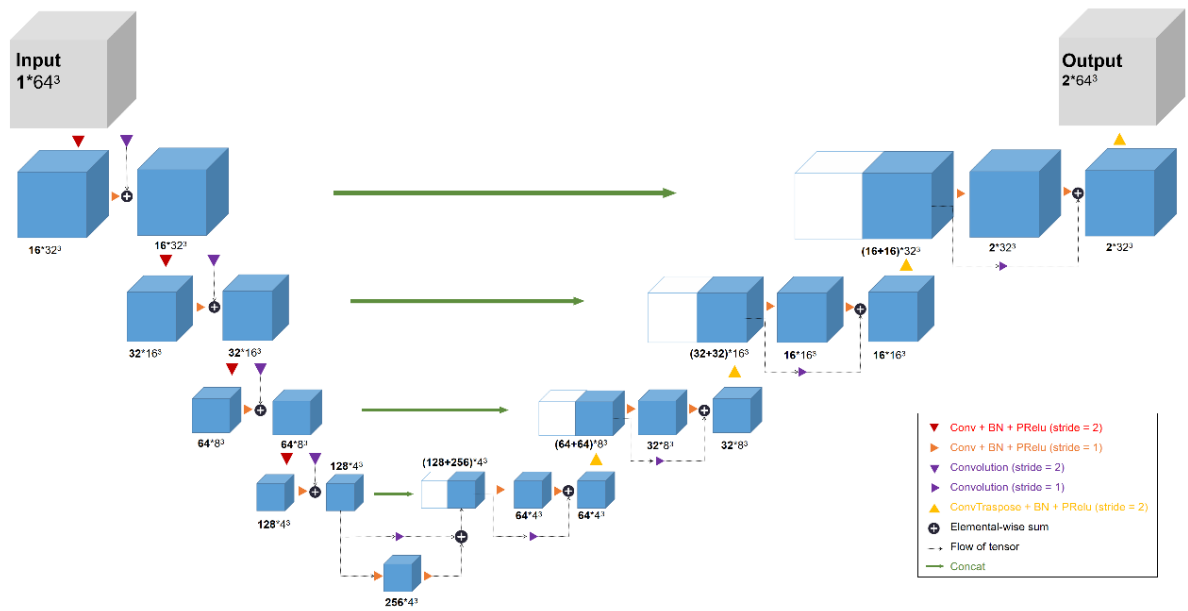 Input
1*64³
Output
2*64³
16*32³
16*32³
(16+16)*32³
2*32³
2*32³
32*16³
32*16³
(32+32)*16³
16*16³
16*16³
64*8³
64*8³
(64+64)*8³
32*8³
32*8³
128*4³
128*4³
(128+256)*4³
64*4³
64*4³
256*4³
Conv + BN + PRelu (stride = 2)
Conv + BN + PRelu (stride = 1)
Convolution (stride = 2)
Convolution (stride = 1)
ConvTraspose + BN + PRelu (stride = 2)
Elemental-wise sum
Flow of tensor
Concat